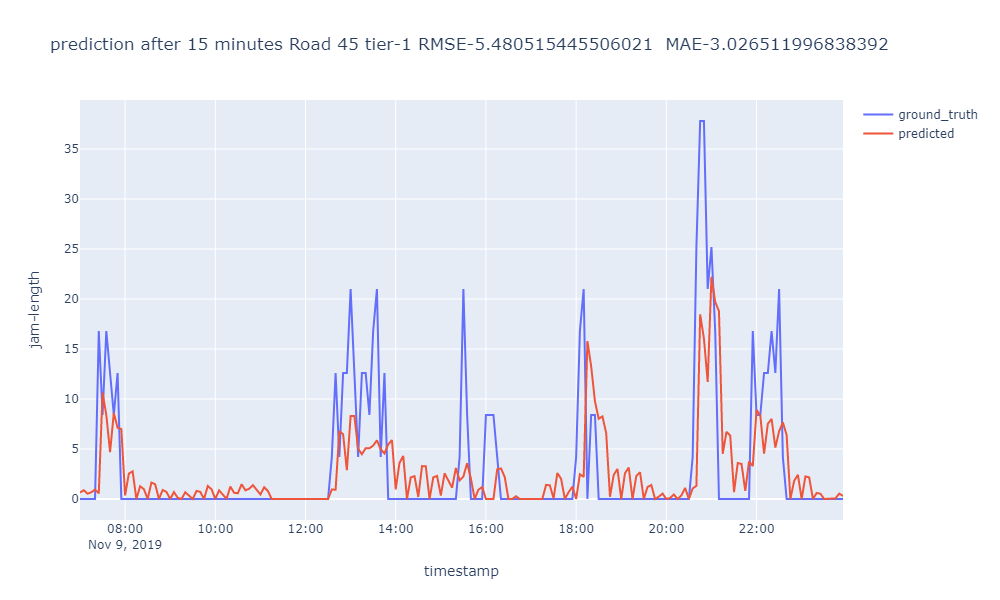 prediction after 15 minutes Road 45 tier-1 RMSE-5.480515445506021  MAE-3.026511996838392
ground_truth
predicted
jam-length
35
30
25
20
15
10
5
0
08:00 10:00 12:00 14:00 16:00 18:00 20:00 22:00
Nov 9, 2019
timestamp